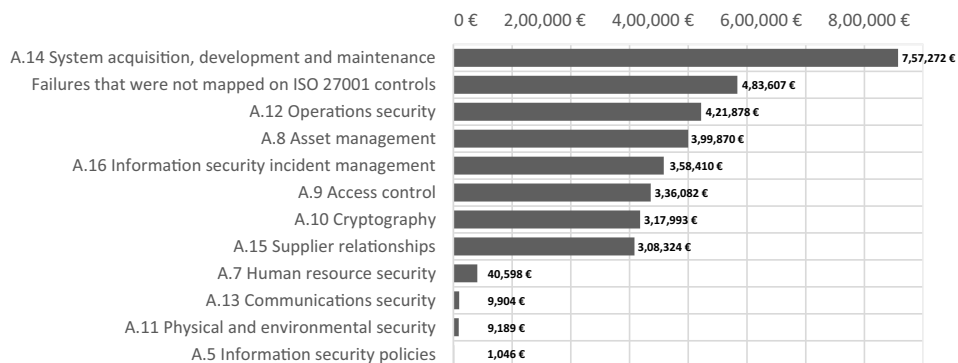 0 € 2,00,000 € 4,00,000 € 6,00,000 € 8,00,000 €
A.14 System acquisition, development and maintenance 7,57,272 €
Failures that were not mapped on ISO 27001 controls 4,83,607 €
A.12 Operations security 4,21,878 €
A.8 Asset management 3,99,870 €
A.16 Information security incident management 3,58,410 €
A.9 Access control 3,36,082 €
A.10 Cryptography 3,17,993 €
A.15 Supplier relationships 3,08,324 €
A.7 Human resource security 40,598 €
A.13 Communications security 9,904 €
A.11 Physical and environmental security 9,189 €
A.5 Information security policies 1,046 €